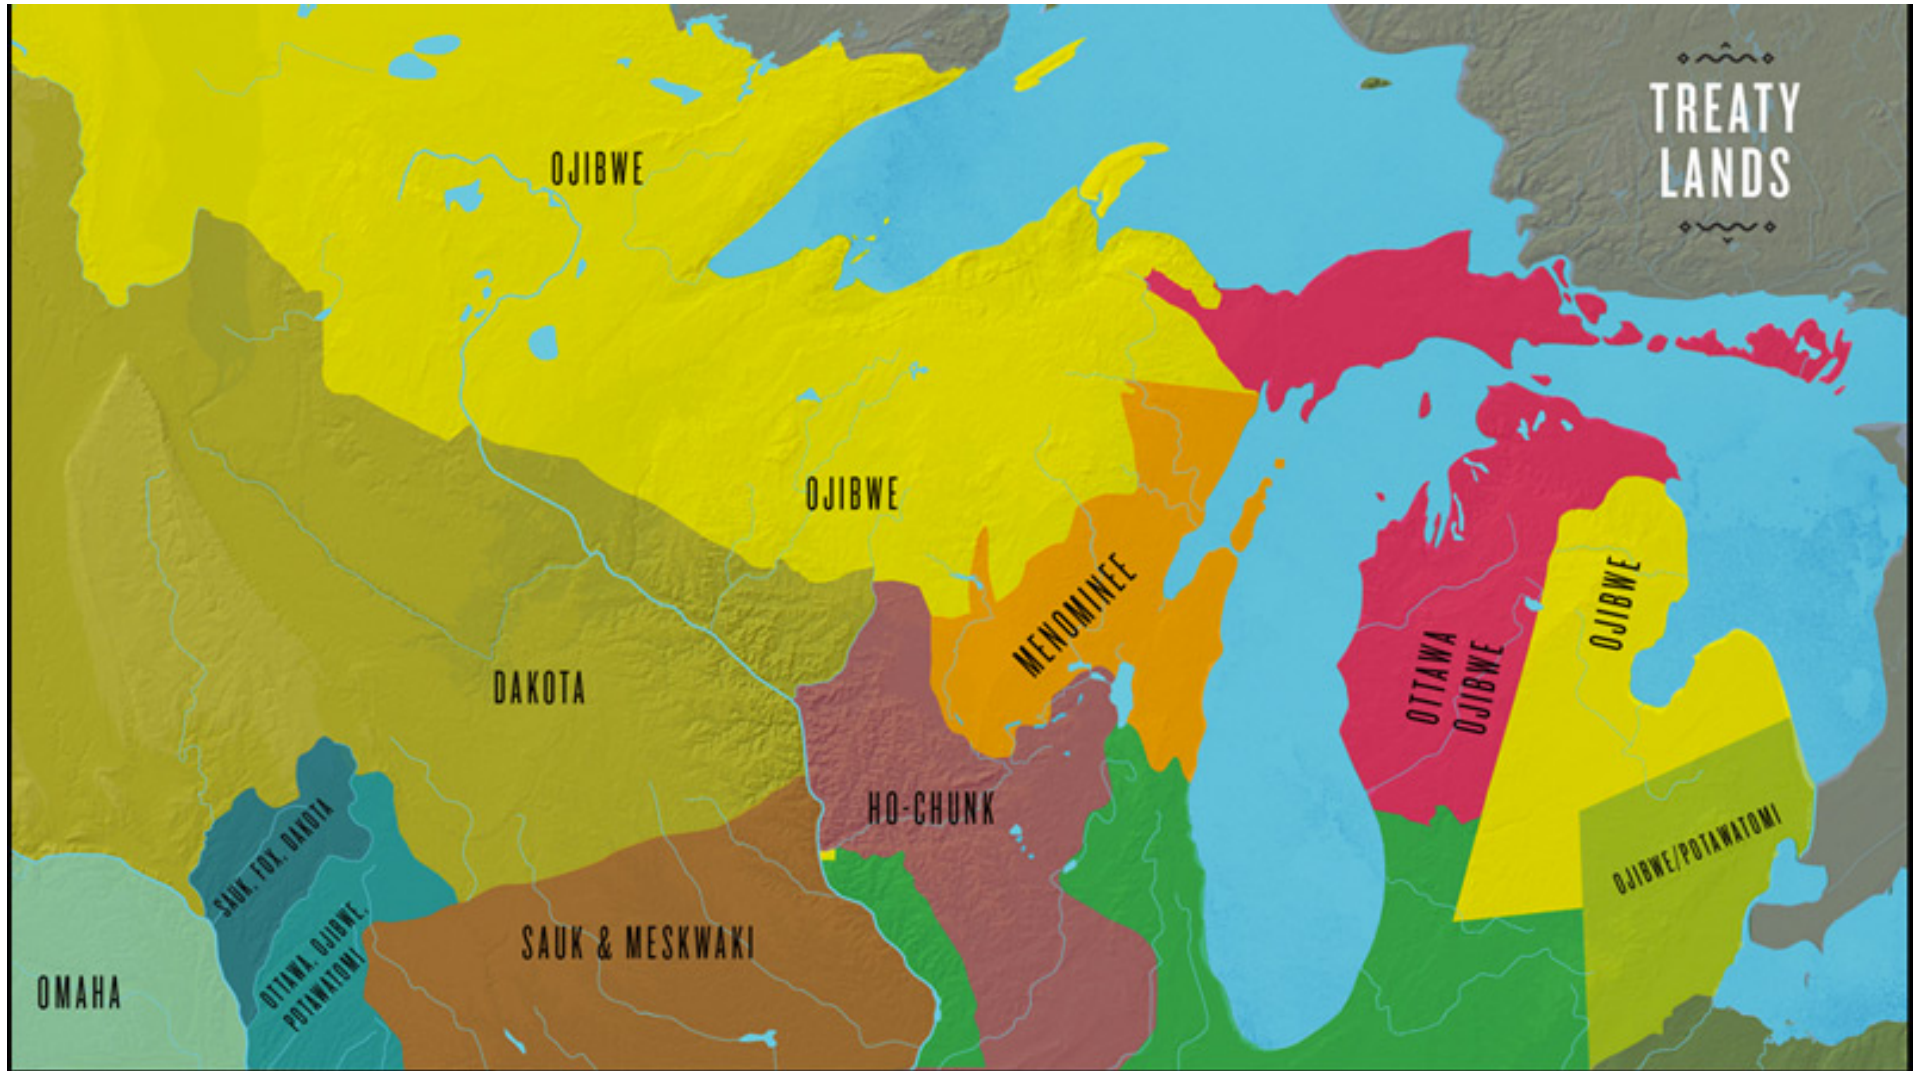 TREATY
LANDS
OJIBWE
OJIBWE
OJIBWE
MENOMINEE
OTTAWA
OJIBWE
DAKOTA
HO-CHUNK
OJIBWE/POTAWATOMI
SAUK, FOX, DAKOTA
OTTAWA, OJIBWE,
POTAWATOMI
SAUK & MESKWAKI
OMAHA